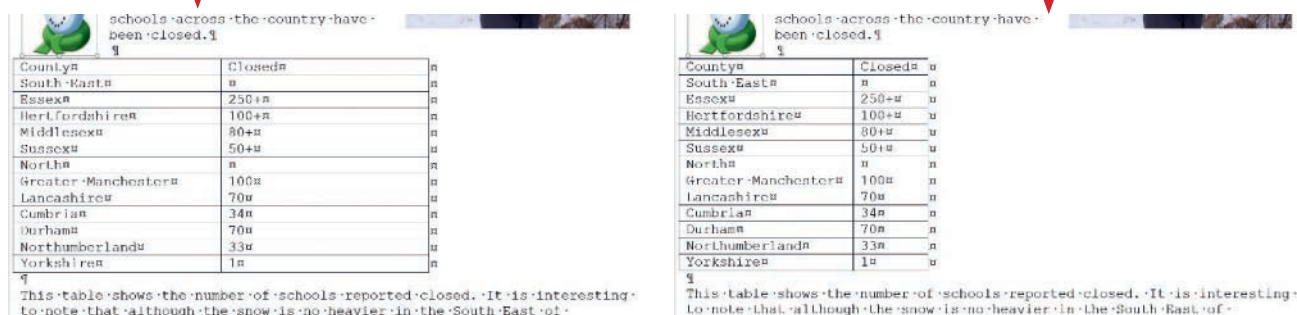 schools·across·the·country·have·
been·closed.¶
¶
County¤ Closed¤ ¤
South·East¤ ¤ ¤
Essex¤ 250+¤ ¤
Hertfordshire¤ 100+¤ ¤
Middlesex¤ 80+¤ ¤
Sussex¤ 50+¤ ¤
North¤ ¤ ¤
Greater·Manchester¤ 100¤ ¤
Lancashire¤ 70¤ ¤
Cumbria¤ 34¤ ¤
Durham¤ 70¤ ¤
Northumberland¤ 33¤ ¤
Yorkshire¤ 1¤ ¤
¶
This·table·shows·the·number·of·schools·reported·closed.·It·is·interesting·
to·note·that·although·the·snow·is·no·heavier·in·the·South·East·of·
schools·across·the·country·have·
been·closed.¶
¶
County¤ Closed¤ ¤
South·East¤ ¤ ¤
Essex¤ 250+¤ ¤
Hertfordshire¤ 100+¤ ¤
Middlesex¤ 80+¤ ¤
Sussex¤ 50+¤ ¤
North¤ ¤ ¤
Greater·Manchester¤ 100¤ ¤
Lancashire¤ 70¤ ¤
Cumbria¤ 34¤ ¤
Durham¤ 70¤ ¤
Northumberland¤ 33¤ ¤
Yorkshire¤ 1¤ ¤
¶
This·table·shows·the·number·of·schools·reported·closed.·It·is·interesting·
to·note·that·although·the·snow·is·no·heavier·in·the·South·East·of·